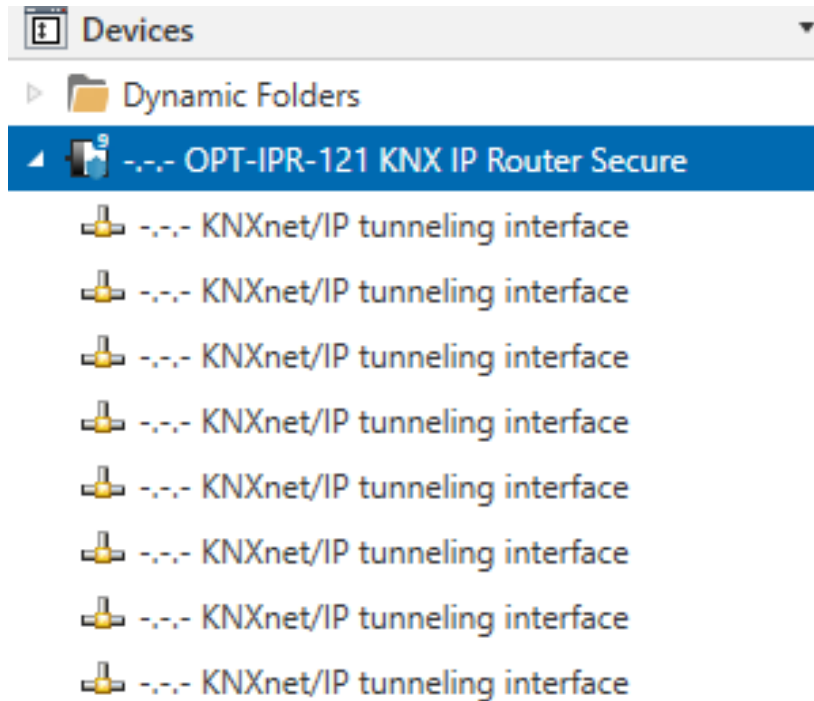 Devices
Dynamic Folders
9
-.-.- OPT-IPR-121 KNX IP Router Secure
-.-.- KNXnet/IP tunneling interface
-.-.- KNXnet/IP tunneling interface
-.-.- KNXnet/IP tunneling interface
-.-.- KNXnet/IP tunneling interface
-.-.- KNXnet/IP tunneling interface
-.-.- KNXnet/IP tunneling interface
-.-.- KNXnet/IP tunneling interface
-.-.- KNXnet/IP tunneling interface